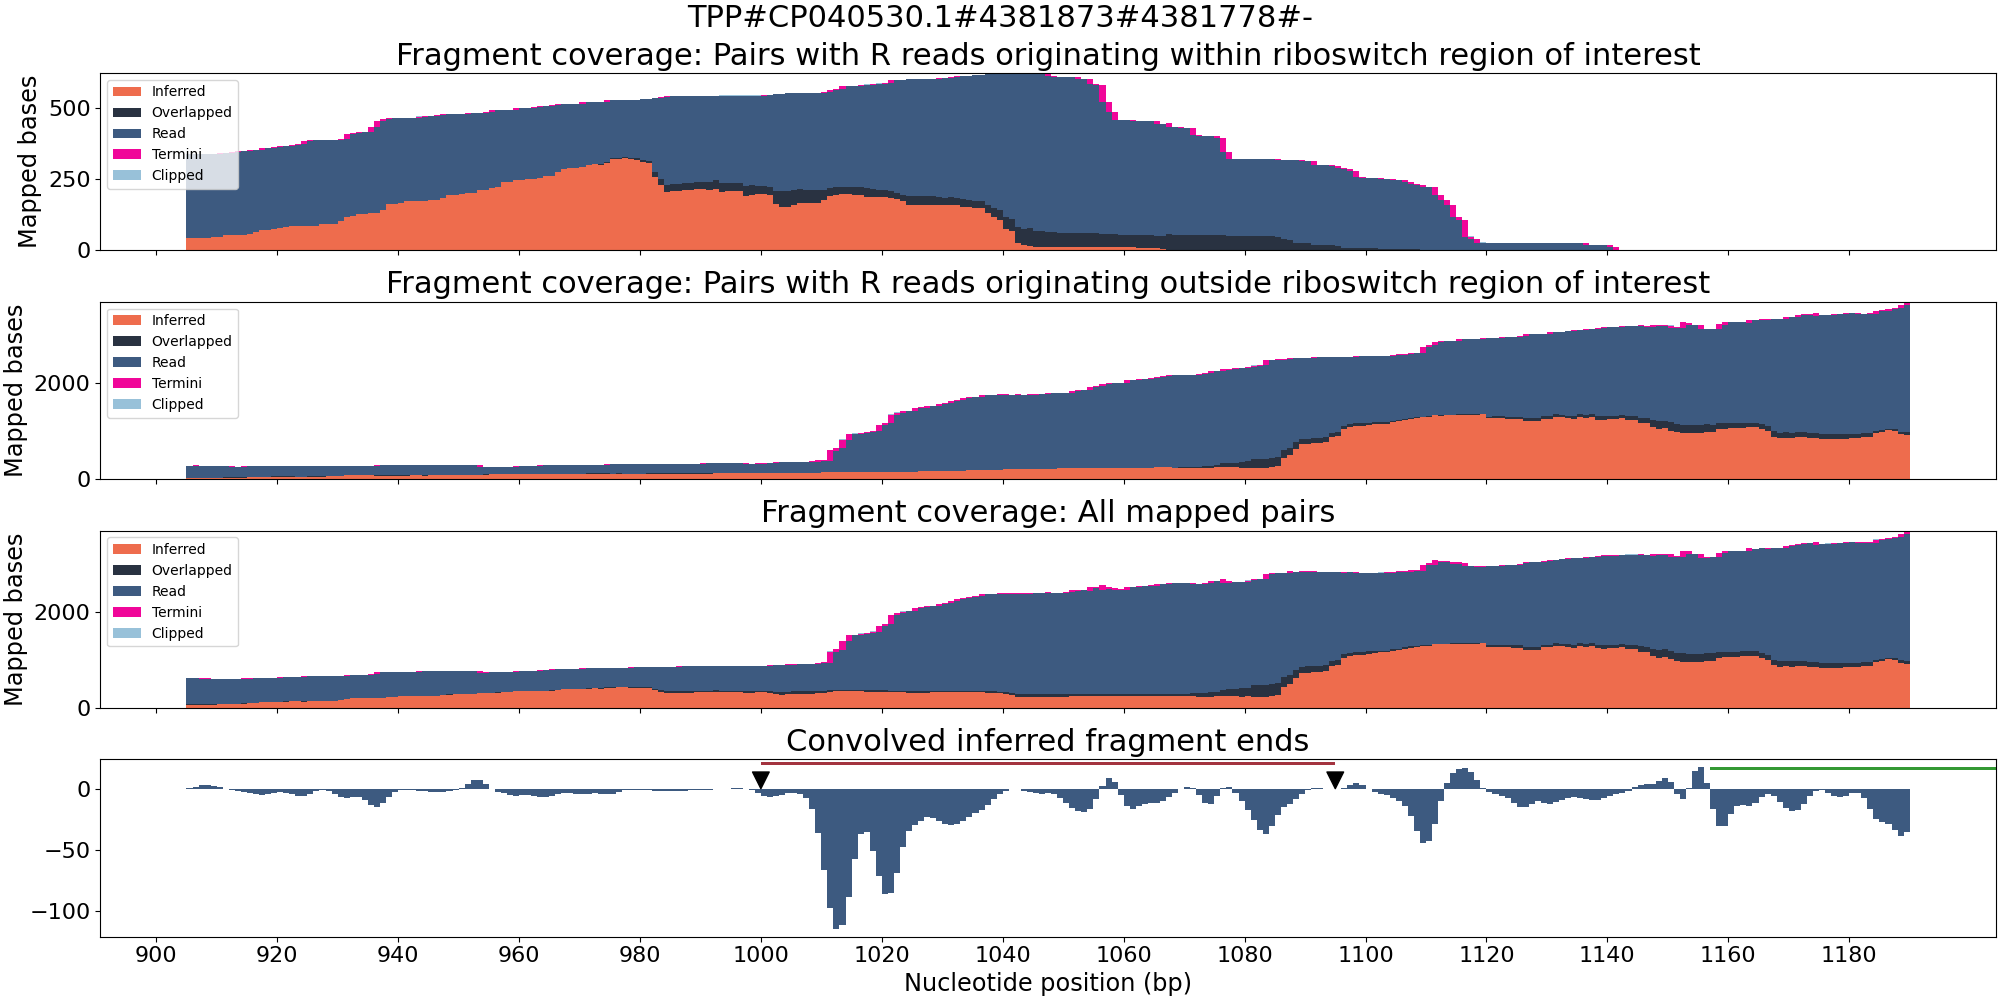 TPP#CP040530.1#4381873#4381778#-
Fragment coverage: Pairs with R reads originating within riboswitch region of interest
Mapped bases
500
250
0
Inferred
Overlapped
Read
Termini
Clipped
Fragment coverage: Pairs with R reads originating outside riboswitch region of interest
Mapped bases
2000
0
Inferred
Overlapped
Read
Termini
Clipped
Fragment coverage: All mapped pairs
Mapped bases
2000
0
Inferred
Overlapped
Read
Termini
Clipped
Convolved inferred fragment ends
0
−50
−100
900 920 940 960 980 1000 1020 1040 1060 1080 1100 1120 1140 1160 1180
Nucleotide position (bp)